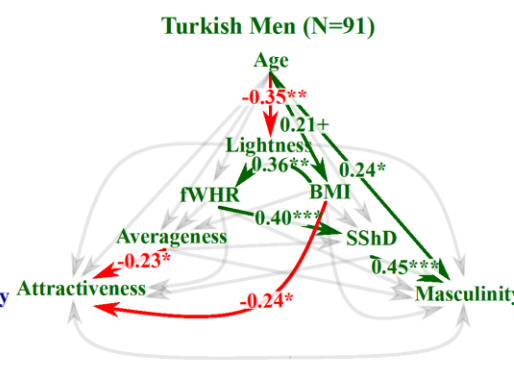 Turkish Men (N=91)
Age
-0.35**
0.21+
Lightness
0.36**
0.24*
fWHR
BMI
0.40***
Averageness
SShD
-0.23*
0.45***
y Attractiveness
-0.24*
Masculinity